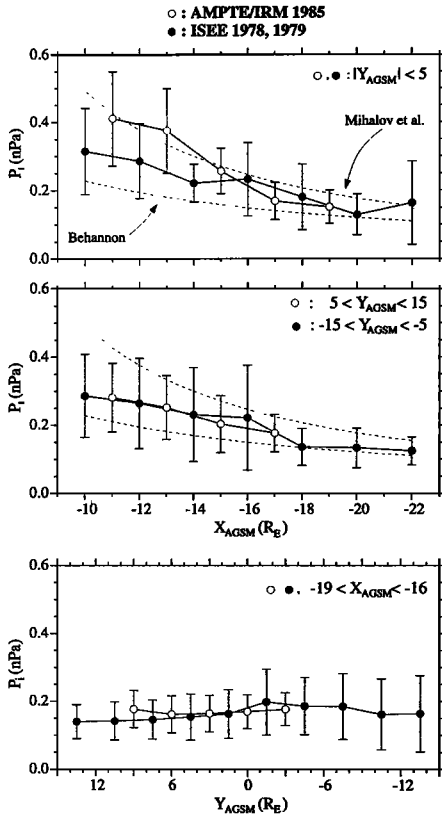 ○ : AMPTE/IRM 1985
● : ISEE 1978, 1979
0.6
○, ● : |Y_AGSM| < 5
Mihalov et al.
0.4
P_i (nPa)
0.2
Behannon
0.0
0.6
○ : 5 < Y_AGSM < 15
● : -15 < Y_AGSM < -5
0.4
P_i (nPa)
0.2
0.0
-10 -12 -14 -16 -18 -20 -22
X_AGSM (R_E)
0.6
○ ●, -19 < X_AGSM < -16
0.4
P_i (nPa)
0.2
0.0
12 6 0 -6 -12
Y_AGSM (R_E)